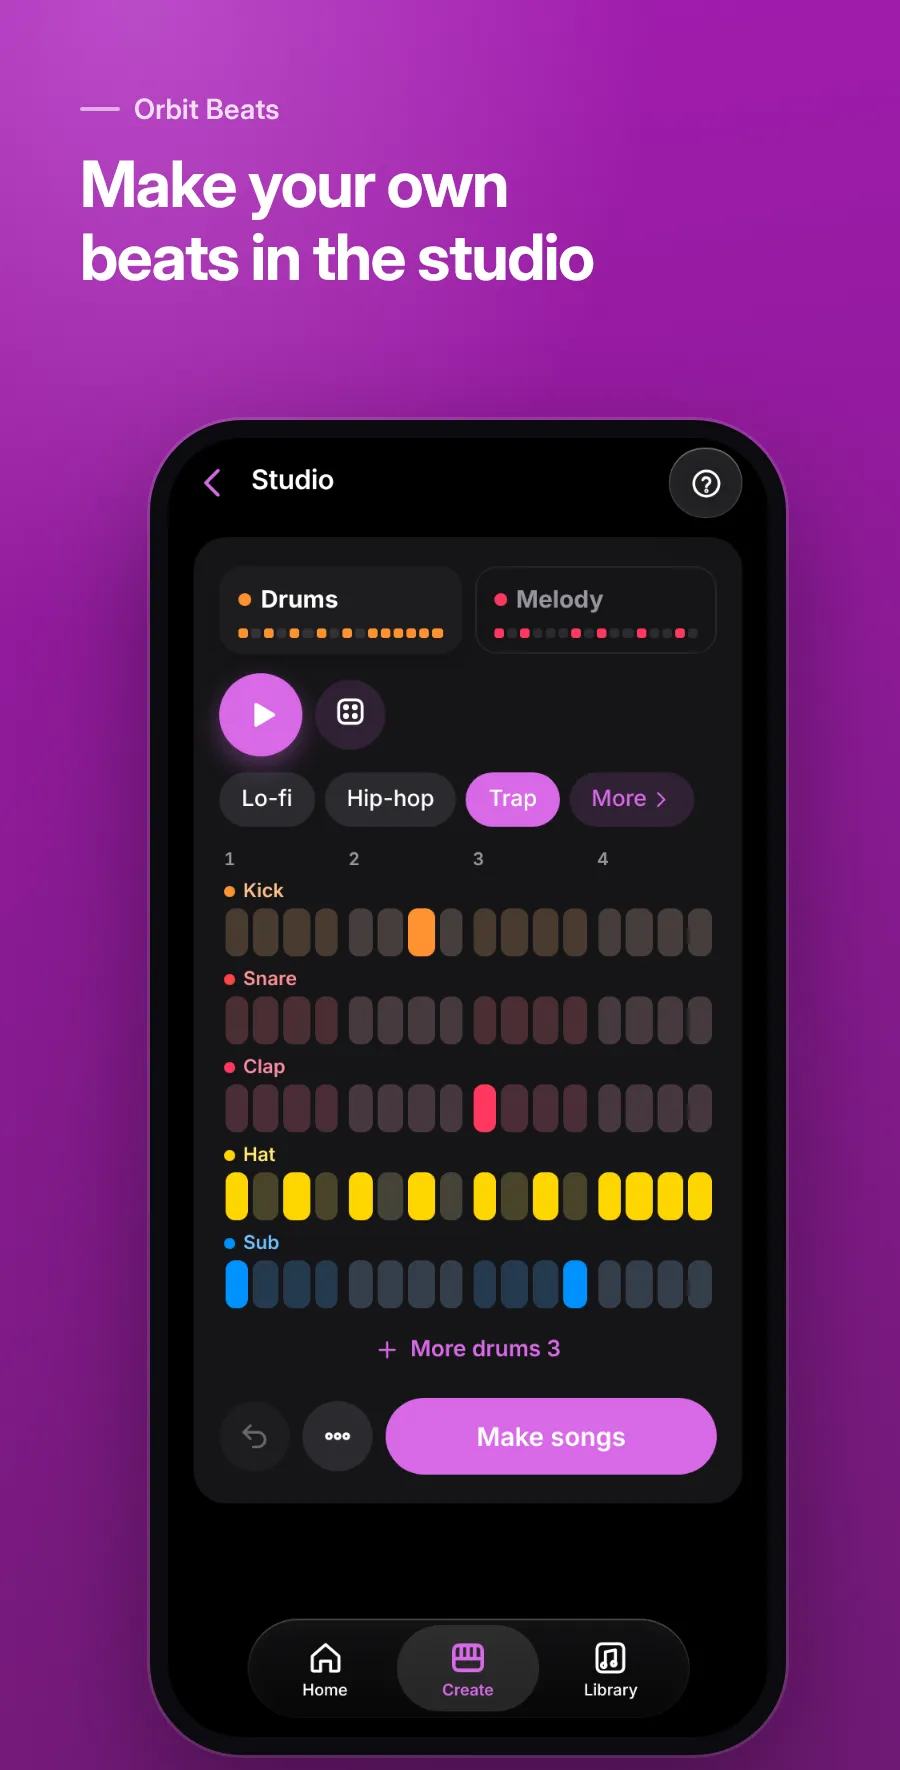 Orbit Beats
Make your own
beats in the studio
Studio
Drums
Melody
Lo-fi
Hip-hop
Trap
More
1 2 3 4
Kick
Snare
Clap
Hat
Sub
More drums 3
Make songs
Home
Create
Library